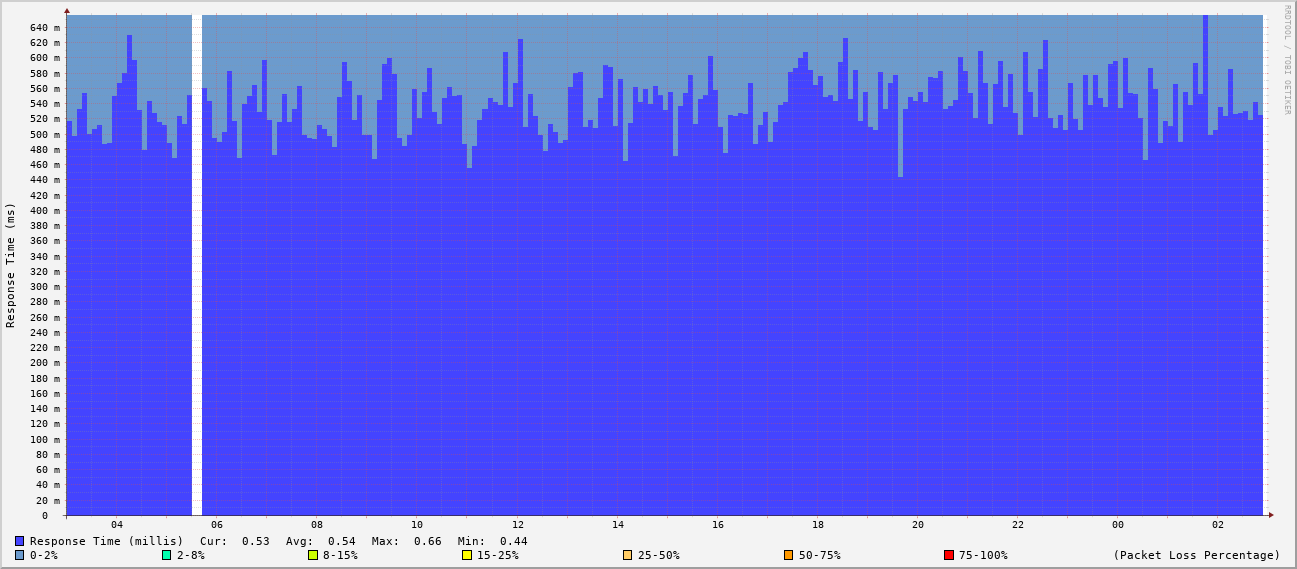 RRDTOOL / TOBI OETIKER
Response Time (ms)
640 m
620 m
600 m
580 m
560 m
540 m
520 m
500 m
480 m
460 m
440 m
420 m
400 m
380 m
360 m
340 m
320 m
300 m
280 m
260 m
240 m
220 m
200 m
180 m
160 m
140 m
120 m
100 m
80 m
60 m
40 m
20 m
0
04 06 08 10 12 14 16 18 20 22 00 02
Response Time (millis) Cur: 0.53 Avg: 0.54 Max: 0.66 Min: 0.44
0-2% 2-8% 8-15% 15-25% 25-50% 50-75% 75-100% (Packet Loss Percentage)